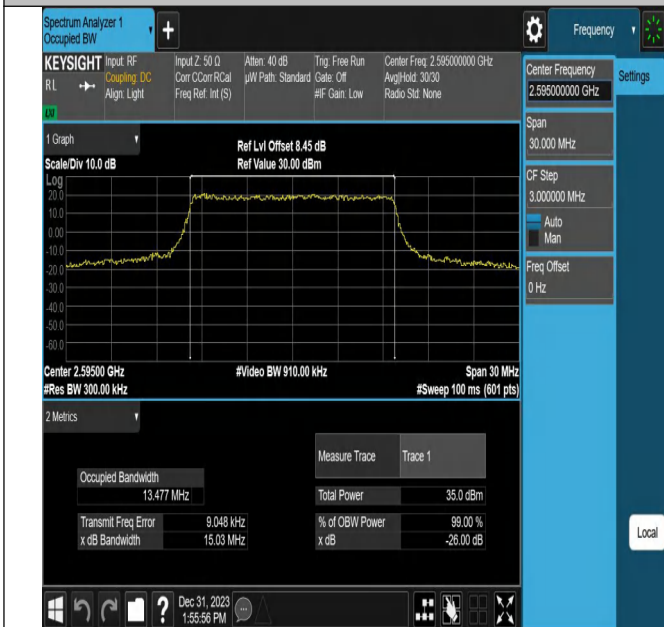 Spectrum Analyzer 1
Occupied BW
+
Frequency
KEYSIGHT
RL
LXI
Input: RF
Coupling: DC
Align: Light
Input Z: 50 Ω
Corr CCorr RCal
Freq Ref: Int (S)
Atten: 40 dB
µW Path: Standard
Trig: Free Run
Gate: Off
#IF Gain: Low
Center Freq: 2.595000000 GHz
Avg|Hold: 30/30
Radio Std: None
Center Frequency
2.595000000 GHz
Settings
Span
30.000 MHz
CF Step
3.000000 MHz
Auto
Man
Freq Offset
0 Hz
Local
1 Graph
Scale/Div 10.0 dB
Ref Lvl Offset 8.45 dB
Ref Value 30.00 dBm
Log
20.0
10.0
0.00
-10.0
-20.0
-30.0
-40.0
-50.0
-60.0
Center 2.59500 GHz
#Video BW 910.00 kHz
Span 30 MHz
#Res BW 300.00 kHz
#Sweep 100 ms (601 pts)
2 Metrics
Occupied Bandwidth
13.477 MHz
Transmit Freq Error 9.048 kHz
x dB Bandwidth 15.03 MHz
Measure Trace Trace 1
Total Power 35.0 dBm
% of OBW Power 99.00 %
x dB -26.00 dB
?
Dec 31, 2023
1:55:56 PM